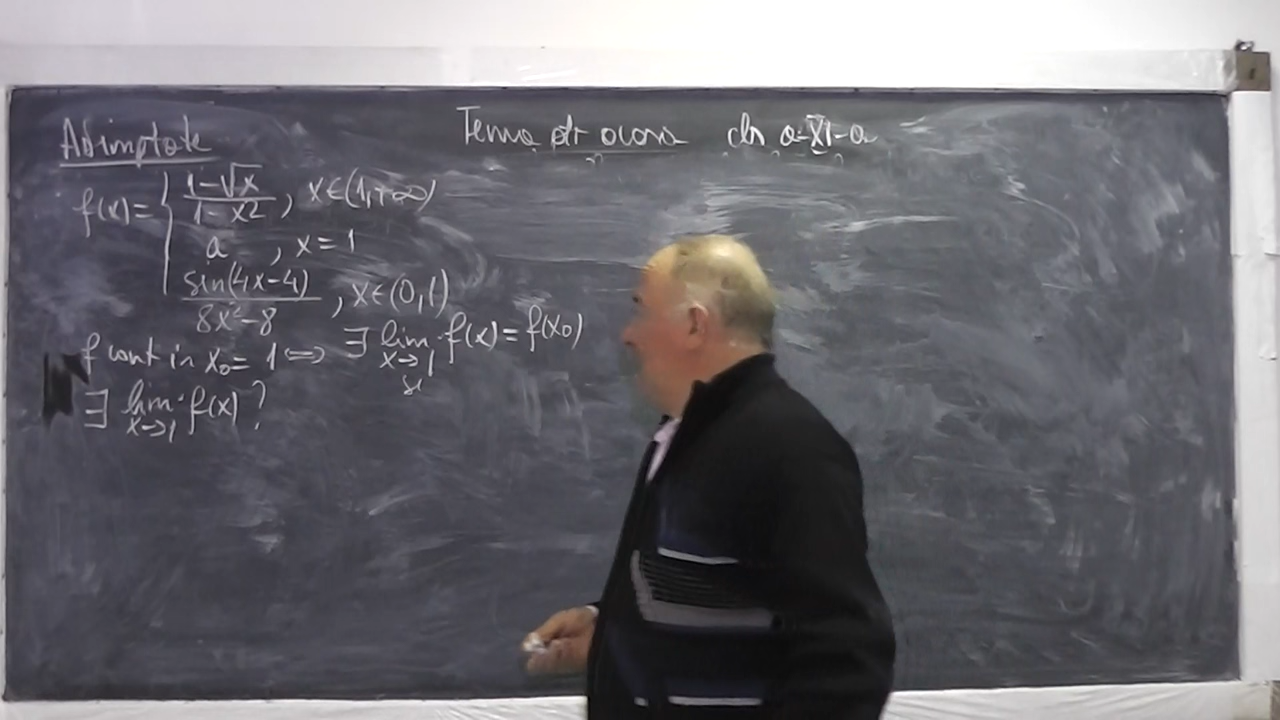 Asimptote
Tema pt acasa cls a-XI-a
f(x) = { (1-√x)/(1-x²), x∈(1,+∞)
a , x=1
sin(4x-4)/(8x²-8) , x∈(0,1)
f cont in x₀=1 ⟺ ∃ lim x→1 f(x) = f(x₀)
si
∃ lim x→1 f(x)?